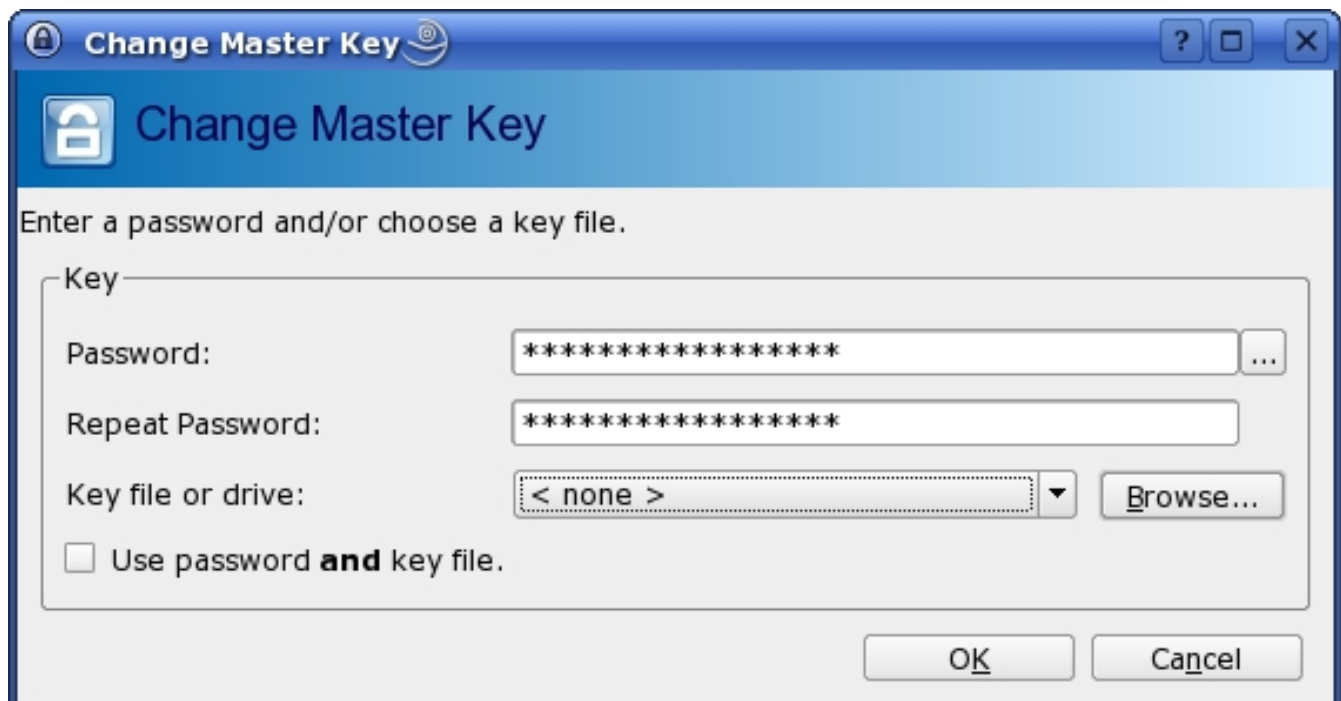 Change Master Key
Change Master Key
Enter a password and/or choose a key file.
Key
Password: ***************** ...
Repeat Password: *****************
Key file or drive: < none > Browse...
Use password and key file.
OK Cancel